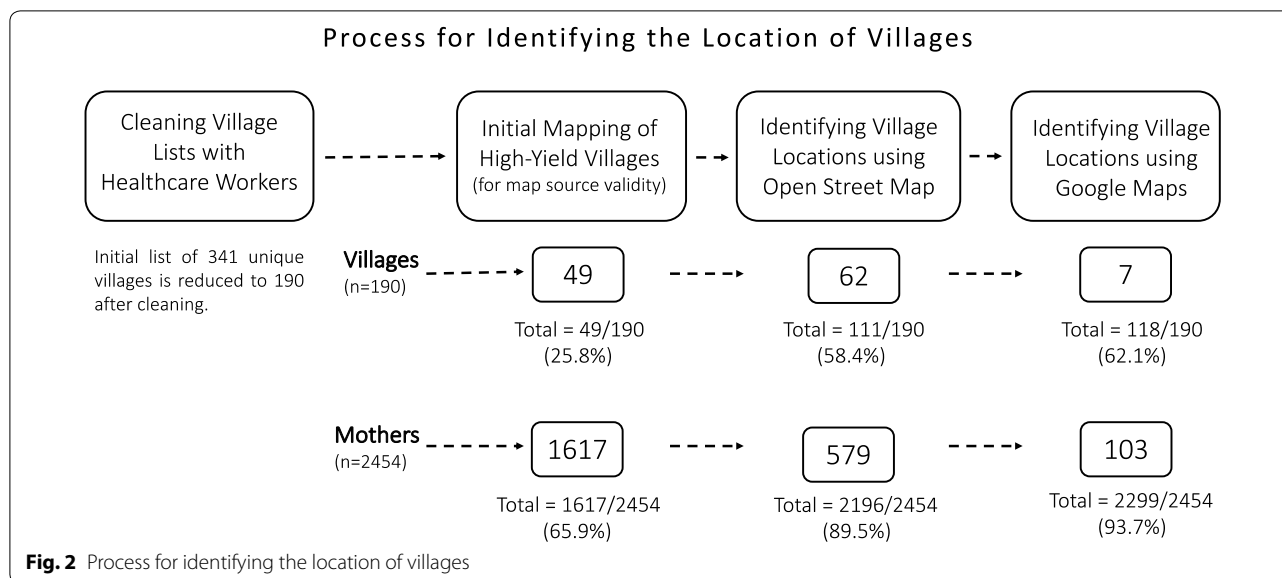 Process for Identifying the Location of Villages
Cleaning Village
Lists with
Healthcare Workers
Initial Mapping of
High-Yield Villages
(for map source validity)
Identifying Village
Locations using
Open Street Map
Identifying Village
Locations using
Google Maps
Initial list of 341 unique
villages is reduced to 190
after cleaning.
Villages
(n=190)
49
62
7
Total = 49/190
(25.8%)
Total = 111/190
(58.4%)
Total = 118/190
(62.1%)
Mothers
(n=2454)
1617
579
103
Total = 1617/2454
(65.9%)
Total = 2196/2454
(89.5%)
Total = 2299/2454
(93.7%)
Fig. 2 Process for identifying the location of villages